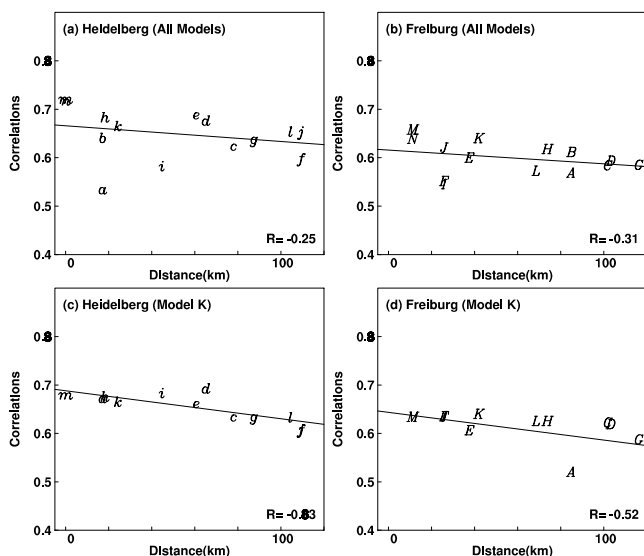 (a) Heidelberg (All Models)
Correlations
0.7
0.6
0.5
0.4
m
n
h
k
b
a
i
e
d
c
g
l
j
f
R= -0.25
0
100
Distance(km)
(b) Freiburg (All Models)
Correlations
0.7
0.6
0.5
0.4
M
N
J
F
I
E
K
H
L
B
A
C
D
G
R= -0.31
0
100
Distance(km)
(c) Heidelberg (Model K)
Correlations
0.7
0.6
0.5
0.4
m
h
k
i
d
e
c
g
l
f
0
100
Distance(km)
(d) Freiburg (Model K)
Correlations
0.7
0.6
0.5
0.4
M
E
K
L
H
A
D
G
R= -0.52
0
100
Distance(km)